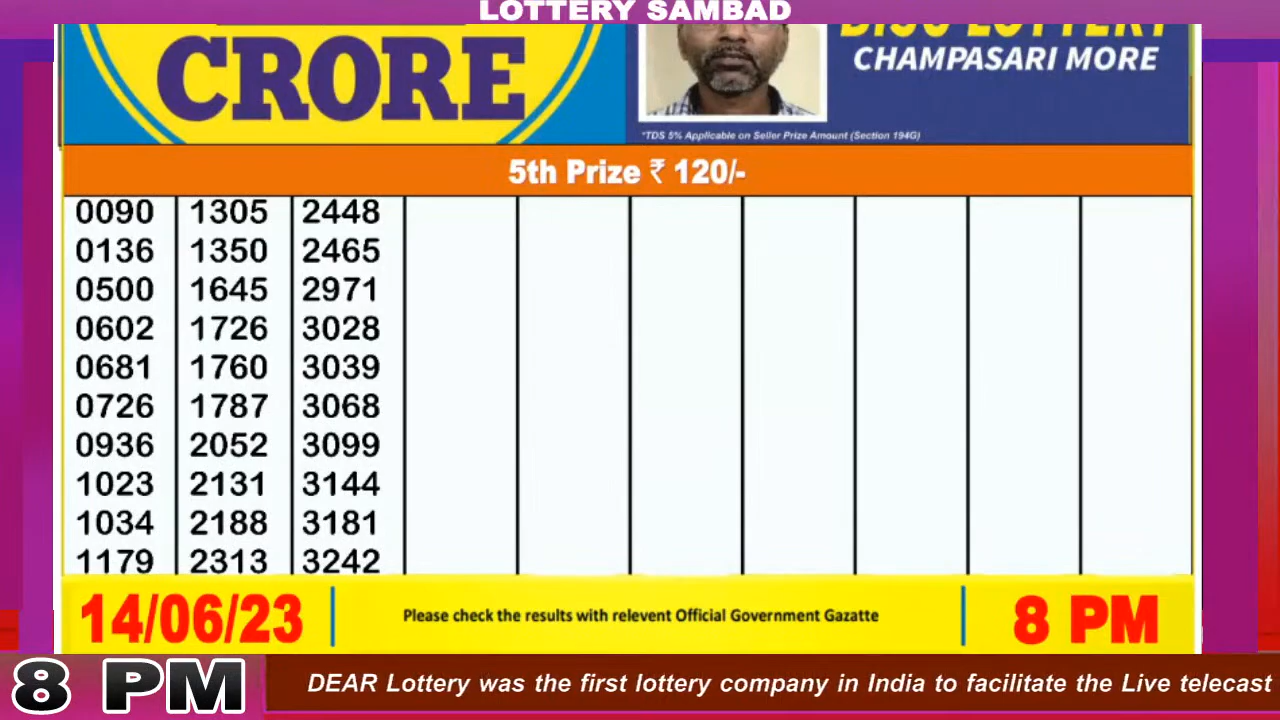 LOTTERY SAMBAD
CRORE
DISC LOTTERY
CHAMPASARI MORE
*TDS 5% Applicable on Seller Prize Amount (Section 194G)
5th Prize ₹ 120/-
0090 1305 2448
0136 1350 2465
0500 1645 2971
0602 1726 3028
0681 1760 3039
0726 1787 3068
0936 2052 3099
1023 2131 3144
1034 2188 3181
1179 2313 3242
14/06/23 Please check the results with relevent Official Government Gazatte 8 PM
8 PM DEAR Lottery was the first lottery company in India to facilitate the Live telecast